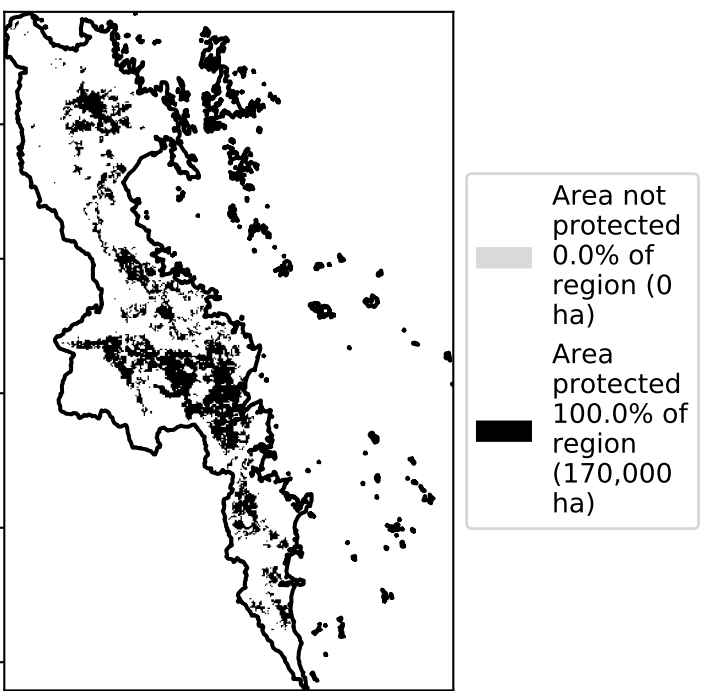 Area not
protected
0.0% of
region (0
ha)
Area
protected
100.0% of
region
(170,000
ha)